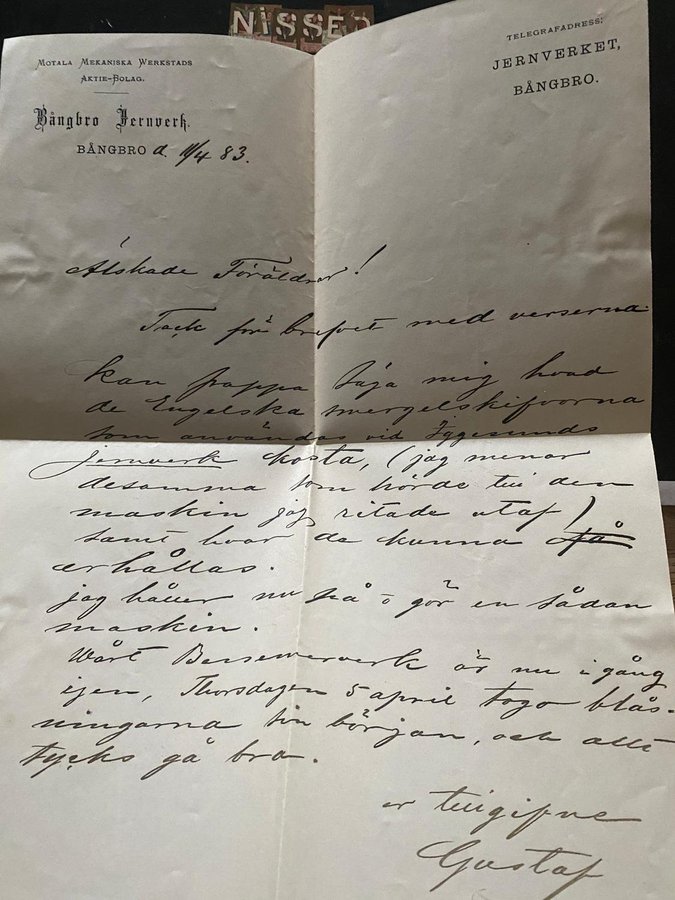 NISSED
MOTALA MEKANISKA WERKSTADS
AKTIE-BOLAG.
Bångbro Jernverk.
BÅNGBRO d. 11/4 83.
TELEGRAFADRESS:
JERNVERKET,
BÅNGBRO.
Älskade Föräldrar!
Tack för brefvet med verserna
kan pappa säja mig hvad
de Engelska smergelskifvorna
som användas vid Iggesunds
jernverk kosta, (jag menar
desamma som hörde till den
maskin jag ritade utaf)
samt hvar de kunna få
erhållas.
jag håller nu på o gör en sådan
maskin.
Wårt Bessemerverk är nu i gång
igen, Thorsdagen 5 april togo blås-
ningarna sin början, och allt
tycks gå bra.
er tillgifne
Gustaf